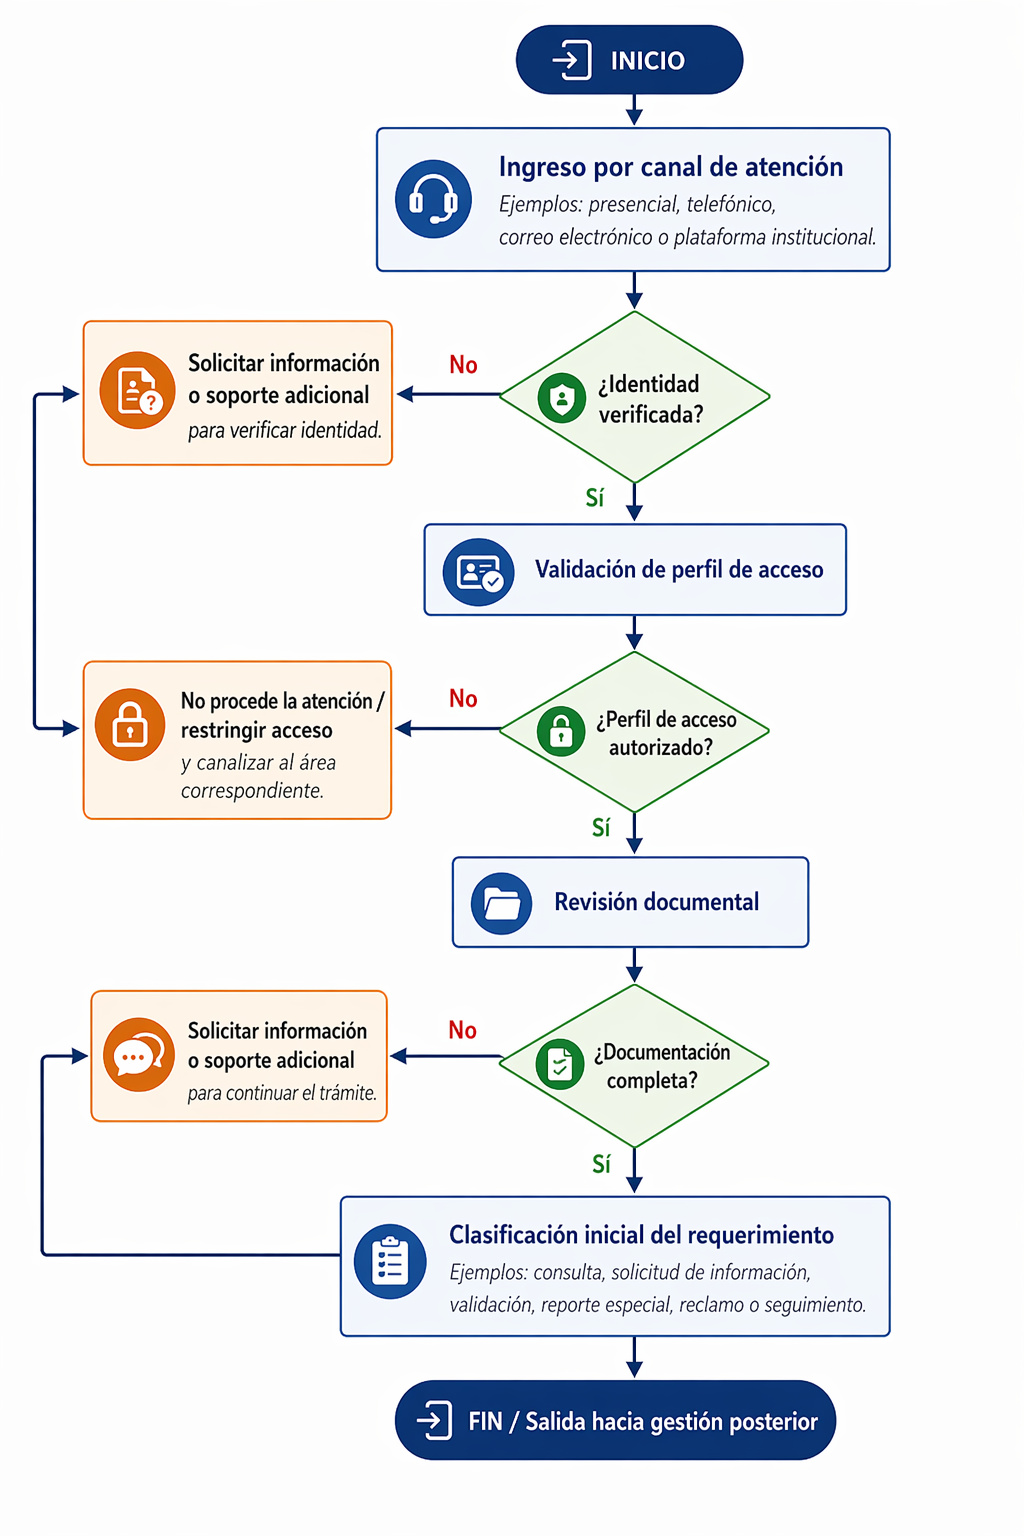 INICIO
Ingreso por canal de atención
Ejemplos: presencial, telefónico,
correo electrónico o plataforma institucional.
¿Identidad
verificada?
No
Solicitar información
o soporte adicional
para verificar identidad.
Sí
Validación de perfil de acceso
¿Perfil de acceso
autorizado?
No
No procede la atención /
restringir acceso
y canalizar al área
correspondiente.
Sí
Revisión documental
¿Documentación
completa?
No
Solicitar información
o soporte adicional
para continuar el trámite.
Sí
Clasificación inicial del requerimiento
Ejemplos: consulta, solicitud de información,
validación, reporte especial, reclamo o seguimiento.
FIN / Salida hacia gestión posterior